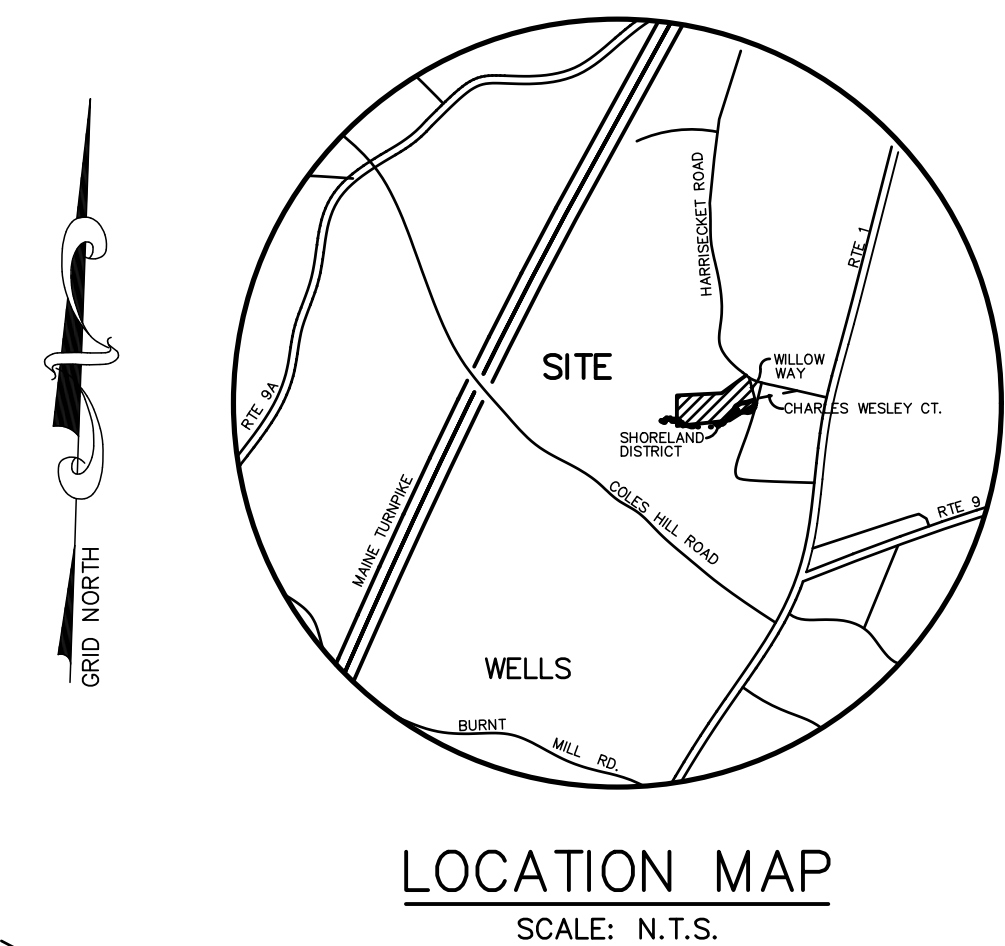 HARRISECKET ROAD
RTE 1
SITE
WILLOW
WAY
CHARLES WESLEY CT.
RTE 9A
SHORELAND
DISTRICT
MAINE TURNPIKE
COLES HILL ROAD
RTE 9
GRID NORTH
WELLS
BURNT MILL RD.
LOCATION MAP
SCALE: N.T.S.